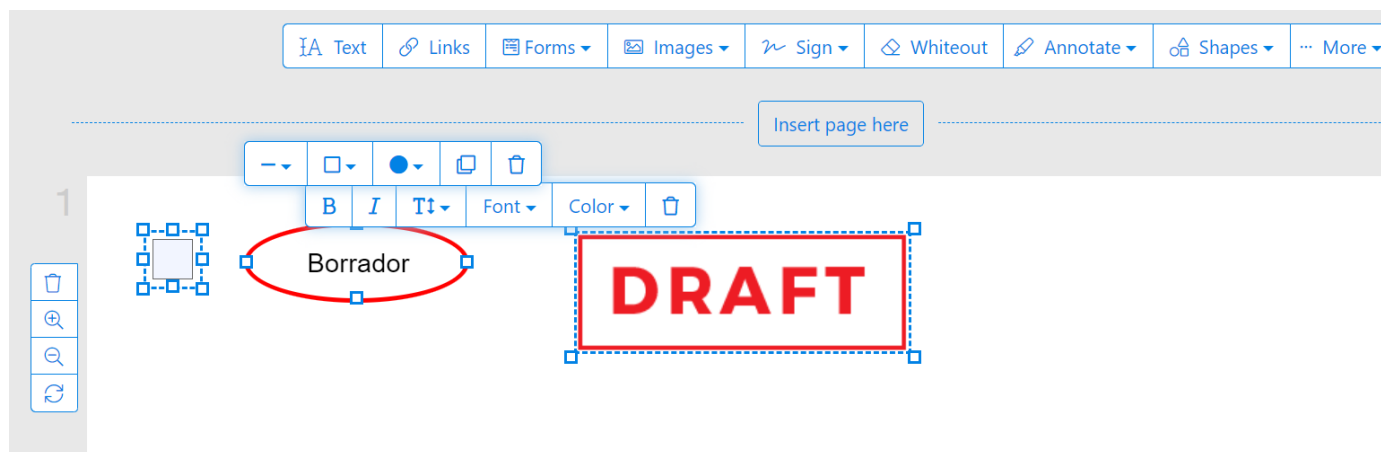 Text Links Forms Images Sign Whiteout Annotate Shapes More
Insert page here
1
B I T Font Color
Borrador
DRAFT